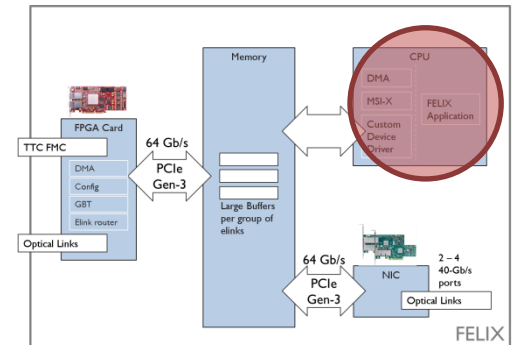 Memory
CPU
DMA
MSI-X
Custom
Device
Driver
FELIX
Application
FPGA Card
TTC FMC
DMA
Config
GBT
Elink router
Optical Links
64 Gb/s
PCIe
Gen-3
Large Buffers
per group of
elinks
64 Gb/s
PCIe
Gen-3
NIC
2 – 4
40-Gb/s
ports
Optical Links
FELIX